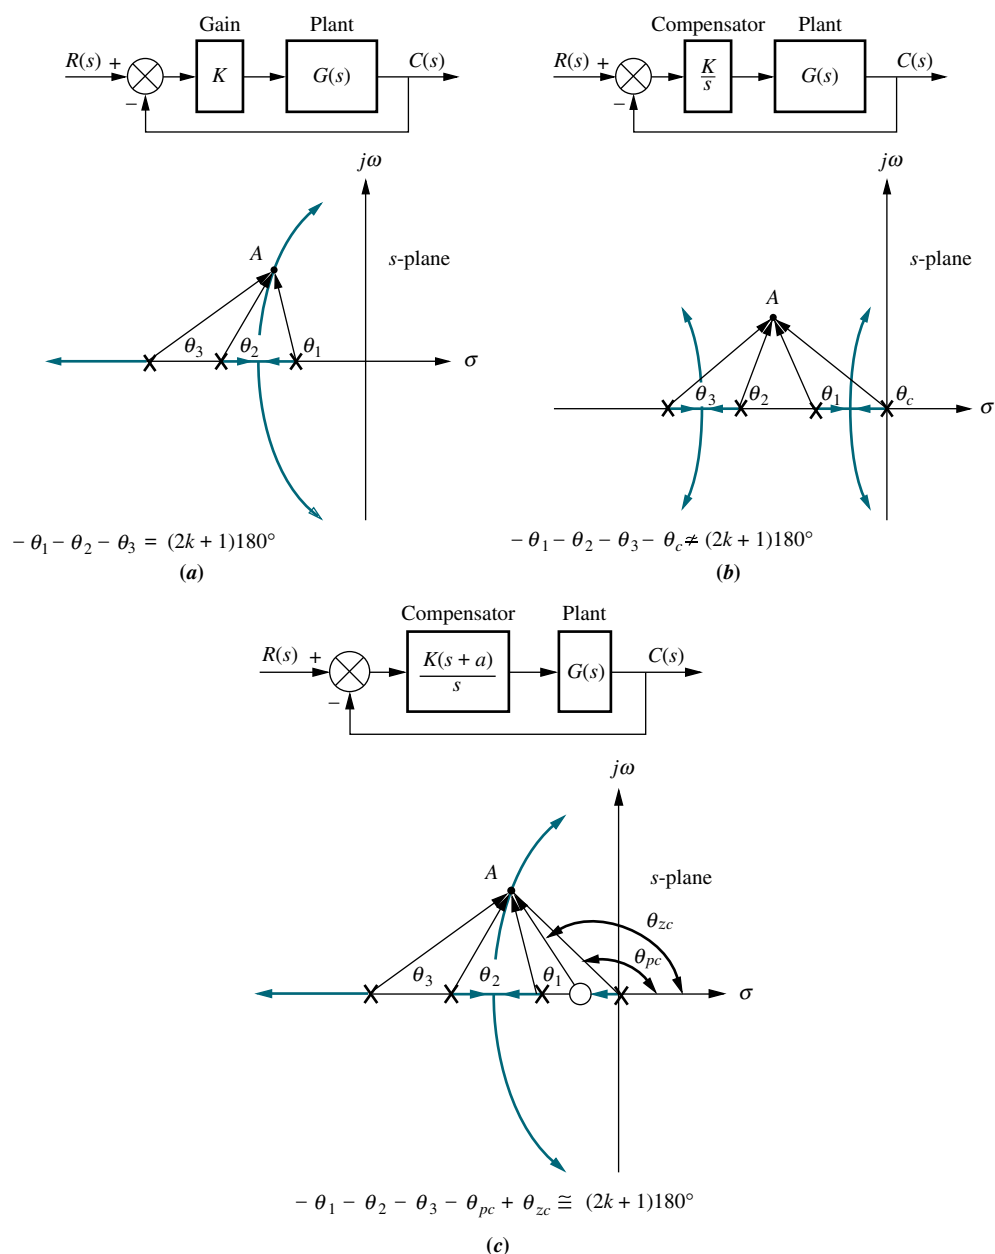 Gain Plant
R(s) + K G(s) C(s)
−
jω
A
s-plane
θ3 θ2 θ1 σ
− θ1 − θ2 − θ3 = (2k + 1)180°
(a)
Compensator Plant
R(s) + K/s G(s) C(s)
−
jω
s-plane
A
θ3 θ2 θ1 θc σ
− θ1 − θ2 − θ3 − θc ≠ (2k + 1)180°
(b)
Compensator Plant
R(s) + K(s + a)/s G(s) C(s)
−
jω
A
s-plane
θzc
θpc
θ3 θ2 θ1 σ
− θ1 − θ2 − θ3 − θpc + θzc ≅ (2k + 1)180°
(c)